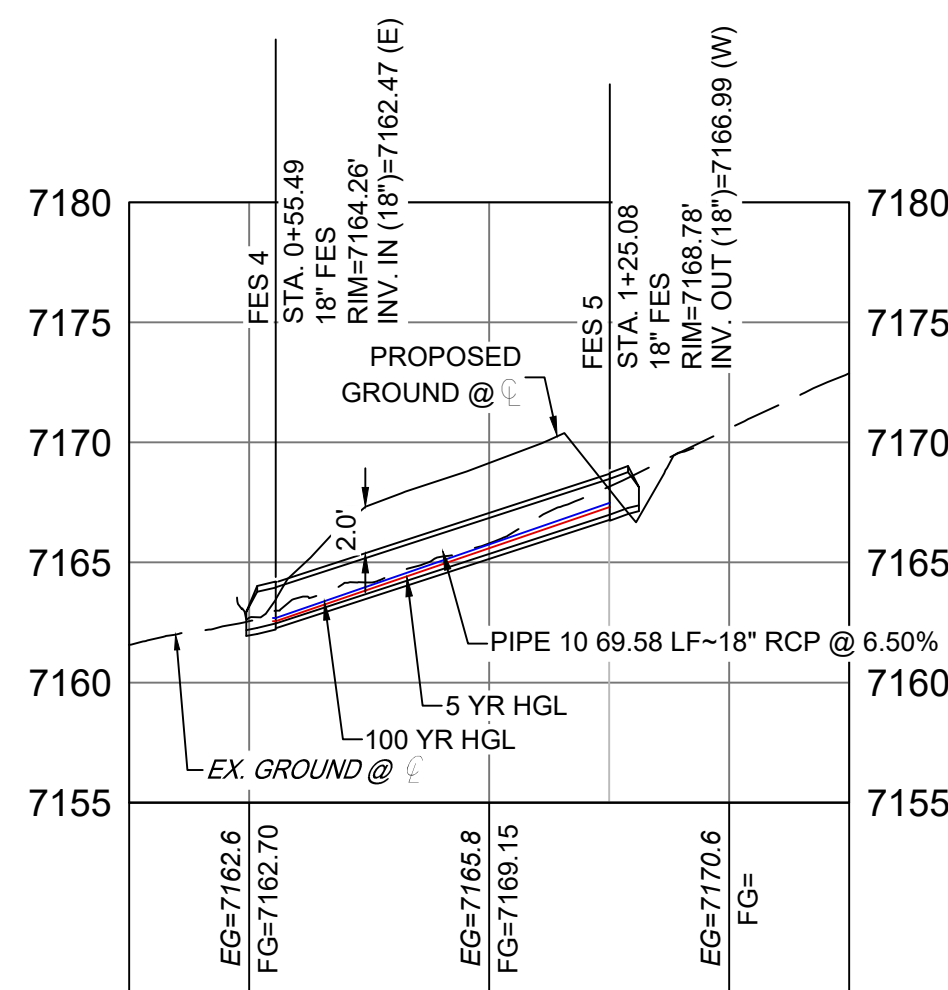 FES 4
STA. 0+55.49
18" FES
RIM=7164.26'
INV. IN (18")=7162.47 (E)
FES 5
STA. 1+25.08
18" FES
RIM=7168.78'
INV. OUT (18")=7166.99 (W)
7180
7180
7175
7175
PROPOSED
GROUND @ ℄
7170
7170
2.0'
7165
7165
PIPE 10 69.58 LF~18" RCP @ 6.50%
7160
7160
5 YR HGL
100 YR HGL
EX. GROUND @ ℄
7155
7155
EG=7162.6
FG=7162.70
EG=7165.8
FG=7169.15
EG=7170.6
FG=